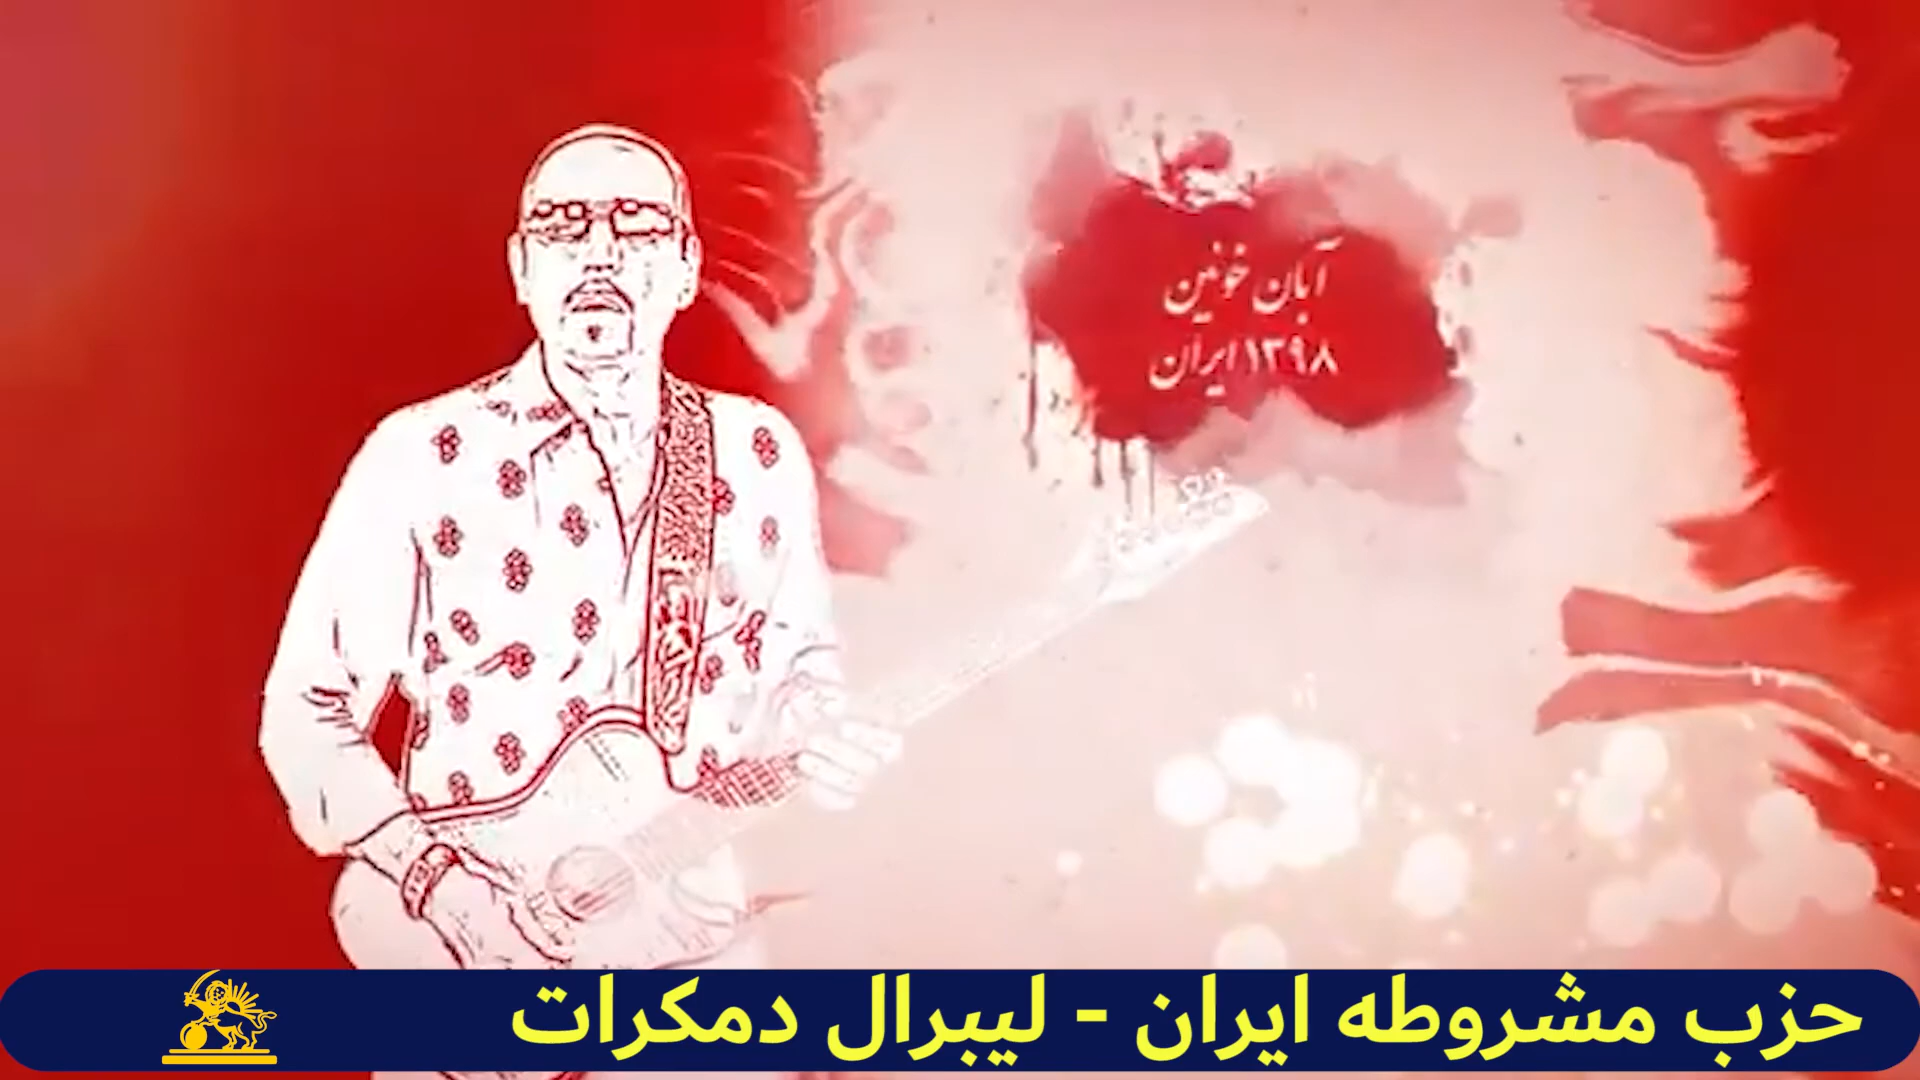 آبان خونین
۱۳۹۸ ایران
حزب مشروطه ایران - لیبرال دمکرات